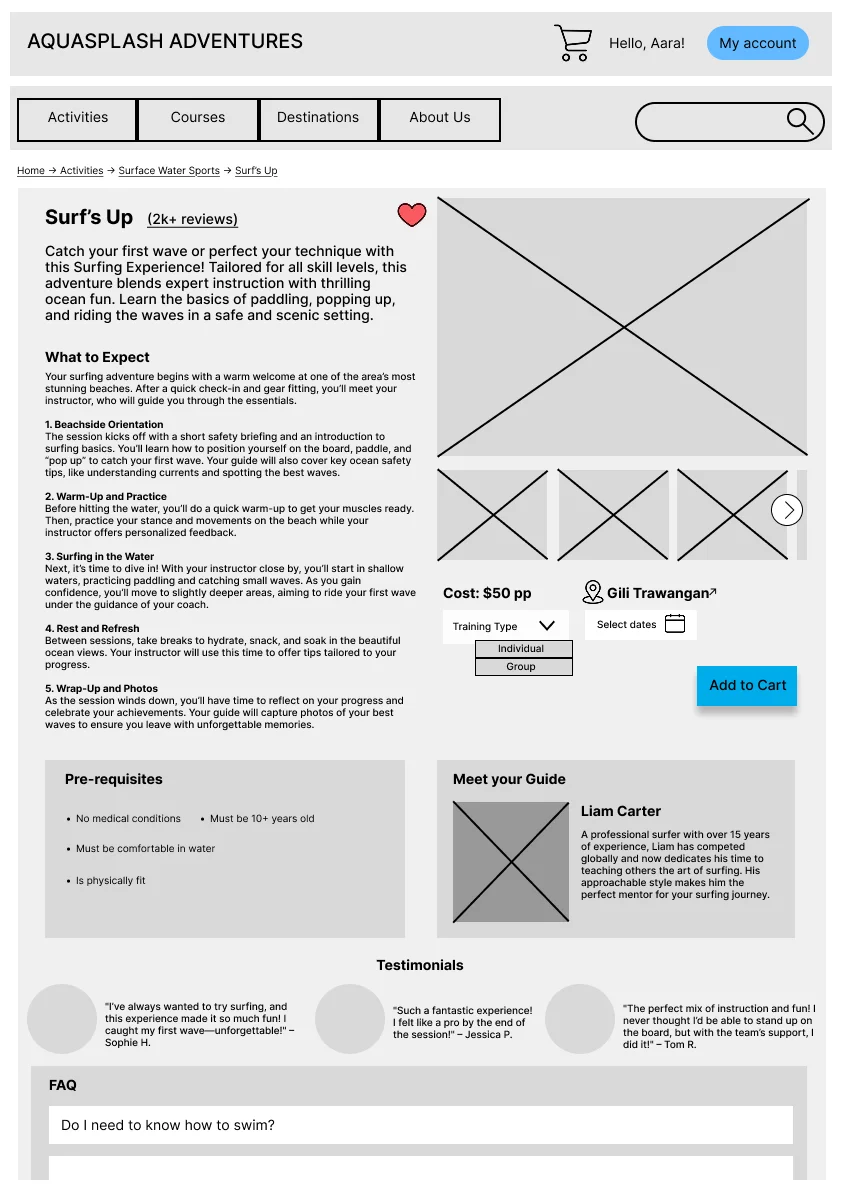 AQUASPLASH ADVENTURES
Hello, Aara!
My account
Activities
Courses
Destinations
About Us
Home → Activities → Surface Water Sports → Surf’s Up
Surf’s Up (2k+ reviews)
Catch your first wave or perfect your technique with
this Surfing Experience! Tailored for all skill levels, this
adventure blends expert instruction with thrilling
ocean fun. Learn the basics of paddling, popping up,
and riding the waves in a safe and scenic setting.
What to Expect
Your surfing adventure begins with a warm welcome at one of the area’s most
stunning beaches. After a quick check-in and gear fitting, you’ll meet your
instructor, who will guide you through the essentials.
1. Beachside Orientation
The session kicks off with a short safety briefing and an introduction to
surfing basics. You’ll learn how to position yourself on the board, paddle, and
“pop up” to catch your first wave. Your guide will also cover key ocean safety
tips, like understanding currents and spotting the best waves.
2. Warm-Up and Practice
Before hitting the water, you’ll do a quick warm-up to get your muscles ready.
Then, practice your stance and movements on the beach while your
instructor offers personalized feedback.
3. Surfing in the Water
Next, it’s time to dive in! With your instructor close by, you’ll start in shallow
waters, practicing paddling and catching small waves. As you gain
confidence, you’ll move to slightly deeper areas, aiming to ride your first wave
under the guidance of your coach.
4. Rest and Refresh
Between sessions, take breaks to hydrate, snack, and soak in the beautiful
ocean views. Your instructor will use this time to offer tips tailored to your
progress.
5. Wrap-Up and Photos
As the session winds down, you’ll have time to reflect on your progress and
celebrate your achievements. Your guide will capture photos of your best
waves to ensure you leave with unforgettable memories.
Cost: $50 pp
Gili Trawangan↗
Training Type
Select dates
Individual
Group
Add to Cart
Pre-requisites
• No medical conditions
• Must be 10+ years old
• Must be comfortable in water
• Is physically fit
Meet your Guide
Liam Carter
A professional surfer with over 15 years
of experience, Liam has competed
globally and now dedicates his time to
teaching others the art of surfing. His
approachable style makes him the
perfect mentor for your surfing journey.
Testimonials
"I’ve always wanted to try surfing, and
this experience made it so much fun! I
caught my first wave—unforgettable!" –
Sophie H.
"Such a fantastic experience!
I felt like a pro by the end of
the session!" – Jessica P.
"The perfect mix of instruction and fun! I
never thought I’d be able to stand up on
the board, but with the team’s support, I
did it!" – Tom R.
FAQ
Do I need to know how to swim?